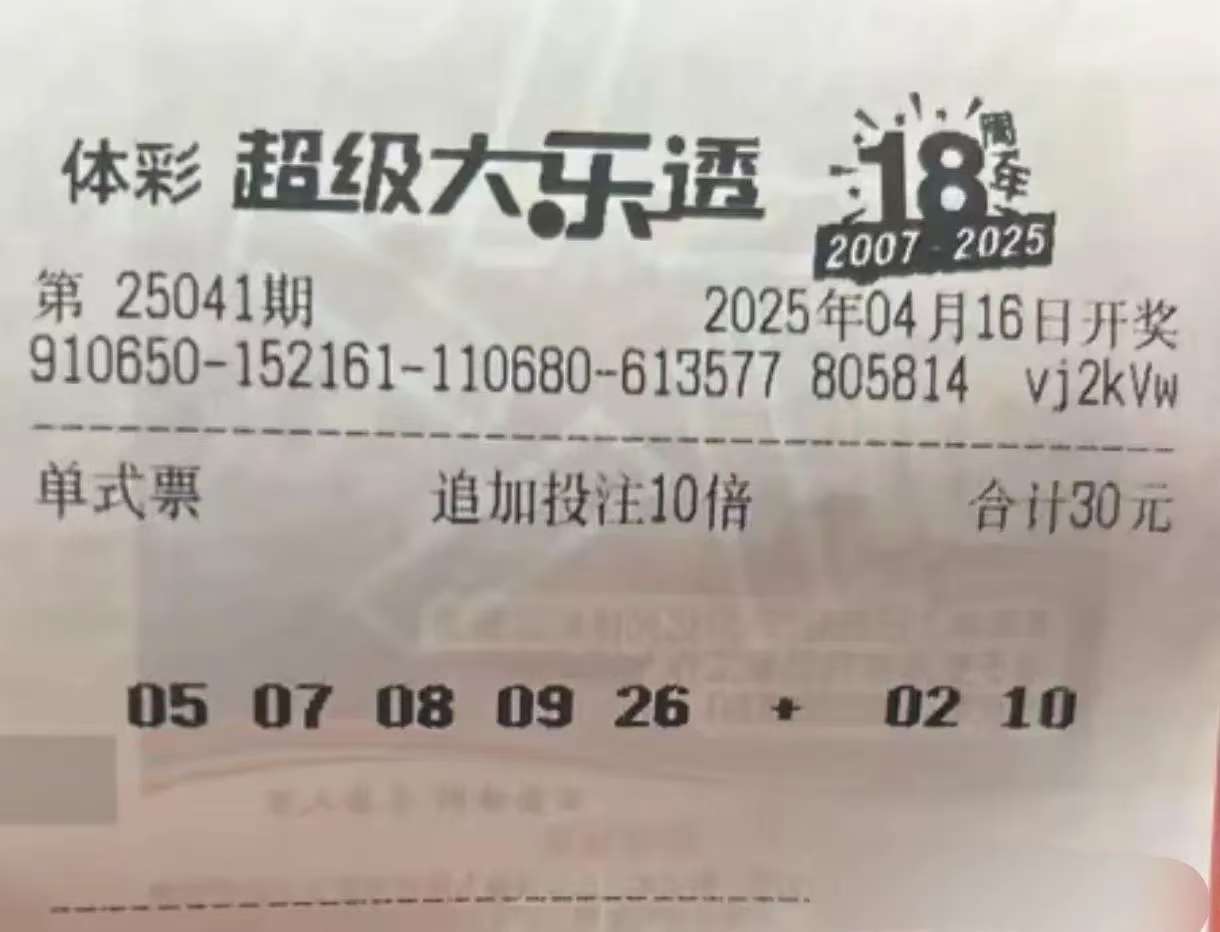 体彩 超级大乐透 18周年
2007-2025
第 25041期 2025年04月16日开奖
910650-152161-110680-613577 805814 vj2kVw
单式票 追加投注10倍 合计30元
05 07 08 09 26 + 02 10